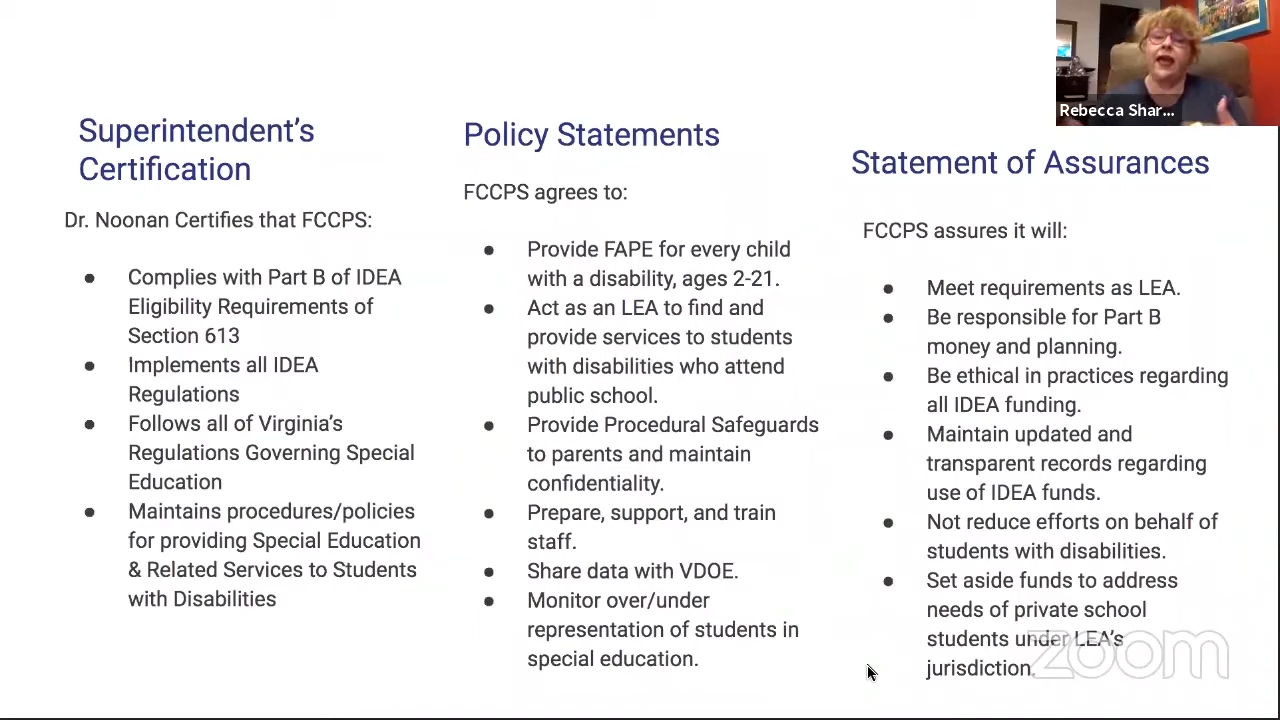 Superintendent's
Certification
Dr. Noonan Certifies that FCCPS:
● Complies with Part B of IDEA
Eligibility Requirements of
Section 613
● Implements all IDEA
Regulations
● Follows all of Virginia's
Regulations Governing Special
Education
● Maintains procedures/policies
for providing Special Education
& Related Services to Students
with Disabilities
Policy Statements
FCCPS agrees to:
● Provide FAPE for every child
with a disability, ages 2-21.
● Act as an LEA to find and
provide services to students
with disabilities who attend
public school.
● Provide Procedural Safeguards
to parents and maintain
confidentiality.
● Prepare, support, and train
staff.
● Share data with VDOE.
● Monitor over/under
representation of students in
special education.
Rebecca Shar...
Statement of Assurances
FCCPS assures it will:
● Meet requirements as LEA.
● Be responsible for Part B
money and planning.
● Be ethical in practices regarding
all IDEA funding.
● Maintain updated and
transparent records regarding
use of IDEA funds.
● Not reduce efforts on behalf of
students with disabilities.
● Set aside funds to address
needs of private school
students under LEA's
jurisdiction.
zoom